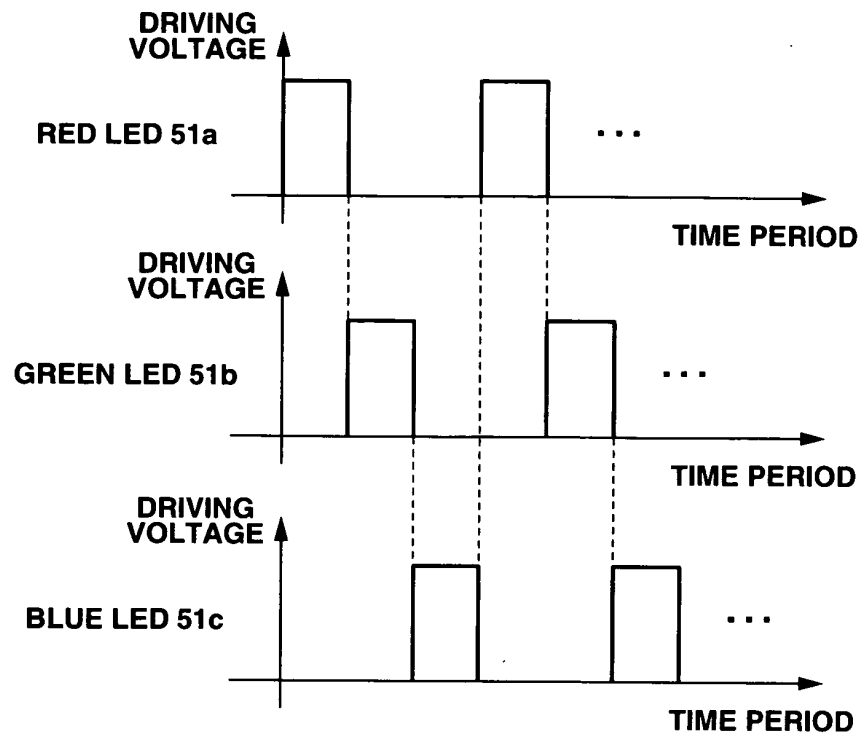 DRIVING
VOLTAGE
RED LED 51a
...
TIME PERIOD
DRIVING
VOLTAGE
GREEN LED 51b
...
TIME PERIOD
DRIVING
VOLTAGE
BLUE LED 51c
...
TIME PERIOD